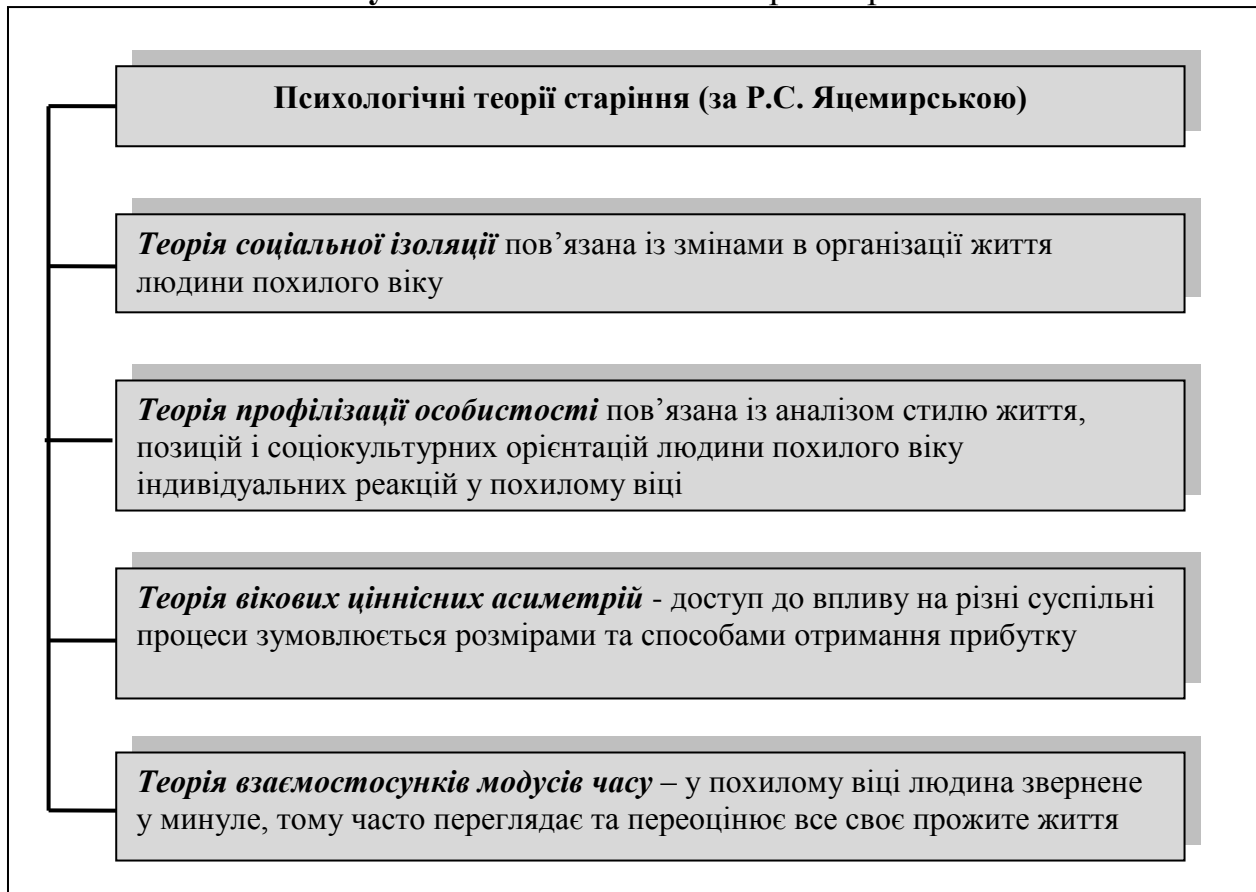 Психологічні теорії старіння (за Р.С. Яцемирською)
Теорія соціальної ізоляції пов’язана із змінами в організації життя
людини похилого віку
Теорія профілізації особистості пов’язана із аналізом стилю життя,
позицій і соціокультурних орієнтацій людини похилого віку
індивідуальних реакцій у похилому віці
Теорія вікових ціннісних асиметрій - доступ до впливу на різні суспільні
процеси зумовлюється розмірами та способами отримання прибутку
Теорія взаємостосунків модусів часу – у похилому віці людина звернене
у минуле, тому часто переглядає та переоцінює все своє прожите життя